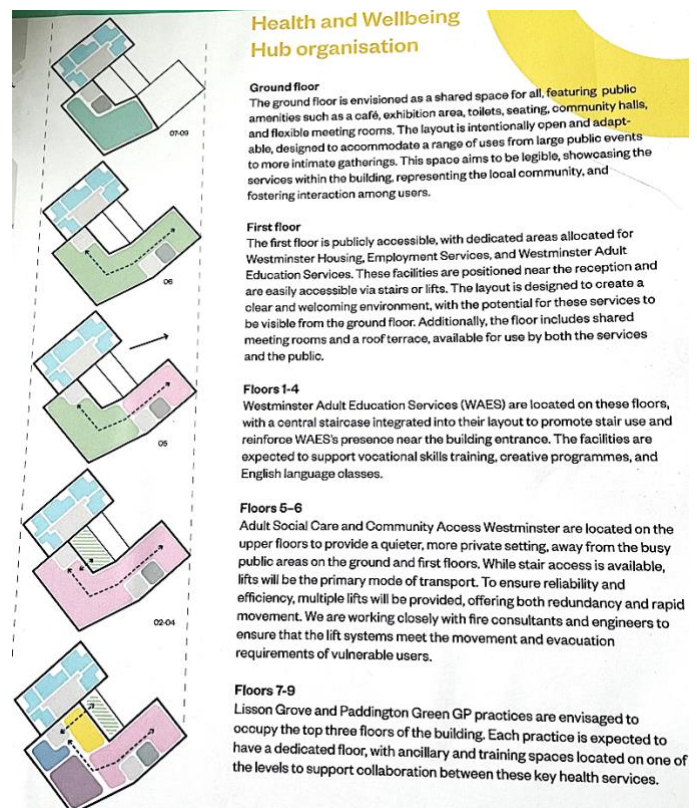 Health and Wellbeing
Hub organisation
Ground floor
The ground floor is envisioned as a shared space for all, featuring public
amenities such as a café, exhibition area, toilets, seating, community halls,
and flexible meeting rooms. The layout is intentionally open and adapt-
able, designed to accommodate a range of uses from large public events
to more intimate gatherings. This space aims to be legible, showcasing the
services within the building, representing the local community, and
fostering interaction among users.
First floor
The first floor is publicly accessible, with dedicated areas allocated for
Westminster Housing, Employment Services, and Westminster Adult
Education Services. These facilities are positioned near the reception and
are easily accessible via stairs or lifts. The layout is designed to create a
clear and welcoming environment, with the potential for these services to
be visible from the ground floor. Additionally, the floor includes shared
meeting rooms and a roof terrace, available for use by both the services
and the public.
Floors 1-4
Westminster Adult Education Services (WAES) are located on these floors,
with a central staircase integrated into their layout to promote stair use and
reinforce WAES's presence near the building entrance. The facilities are
expected to support vocational skills training, creative programmes, and
English language classes.
Floors 5–6
Adult Social Care and Community Access Westminster are located on the
upper floors to provide a quieter, more private setting, away from the busy
public areas on the ground and first floors. While stair access is available,
lifts will be the primary mode of transport. To ensure reliability and
efficiency, multiple lifts will be provided, offering both redundancy and rapid
movement. We are working closely with fire consultants and engineers to
ensure that the lift systems meet the movement and evacuation
requirements of vulnerable users.
Floors 7-9
Lisson Grove and Paddington Green GP practices are envisaged to
occupy the top three floors of the building. Each practice is expected to
have a dedicated floor, with ancillary and training spaces located on one of
the levels to support collaboration between these key health services.
07-09
06
05
02-04